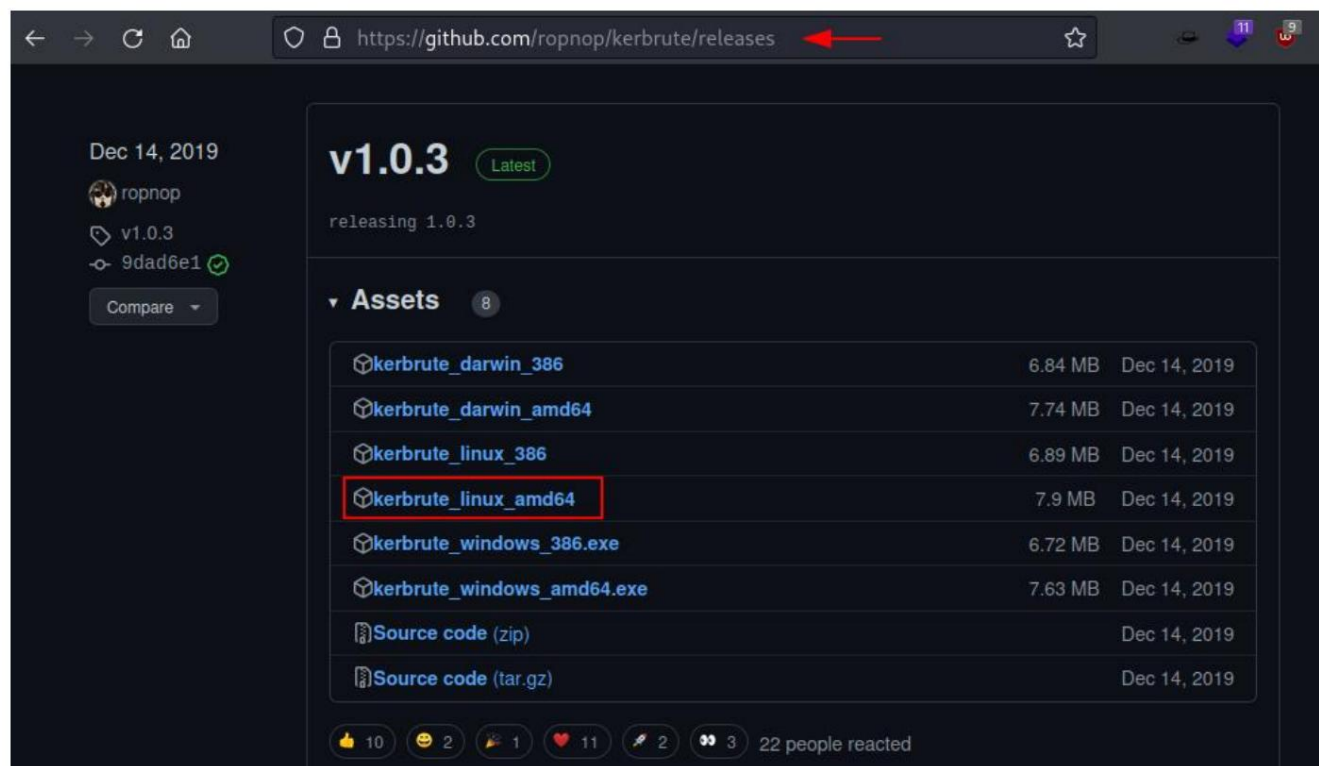 https://github.com/ropnop/kerbrute/releases
11
9
Dec 14, 2019
ropnop
v1.0.3
9dad6e1
Compare
v1.0.3 Latest
releasing 1.0.3
Assets 8
kerbrute_darwin_386 6.84 MB Dec 14, 2019
kerbrute_darwin_amd64 7.74 MB Dec 14, 2019
kerbrute_linux_386 6.89 MB Dec 14, 2019
kerbrute_linux_amd64 7.9 MB Dec 14, 2019
kerbrute_windows_386.exe 6.72 MB Dec 14, 2019
kerbrute_windows_amd64.exe 7.63 MB Dec 14, 2019
Source code (zip) Dec 14, 2019
Source code (tar.gz) Dec 14, 2019
10 2 1 11 2 3 22 people reacted